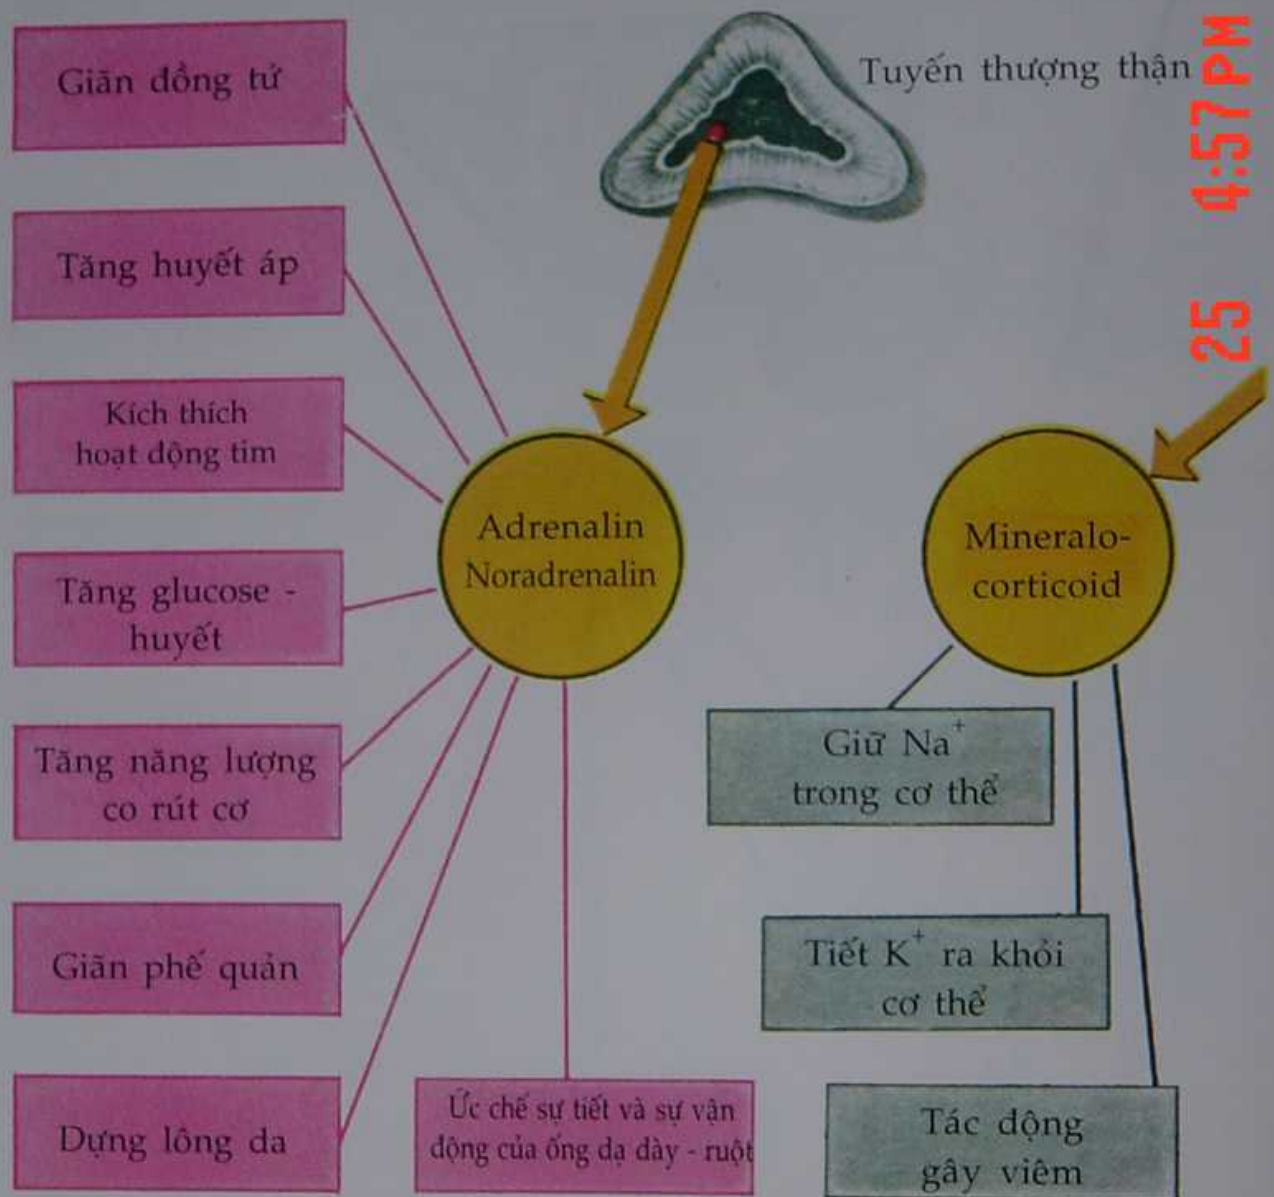 Tuyến thượng thận
25 4:57PM
Giãn đồng tử
Tăng huyết áp
Kích thích
hoạt động tim
Tăng glucose -
huyết
Tăng năng lượng
co rút cơ
Giãn phế quản
Dựng lông da
Adrenalin
Noradrenalin
Ức chế sự tiết và sự vận
động của ống dạ dày - ruột
Mineralo-
corticoid
Giữ Na⁺
trong cơ thể
Tiết K⁺ ra khỏi
cơ thể
Tác động
gây viêm